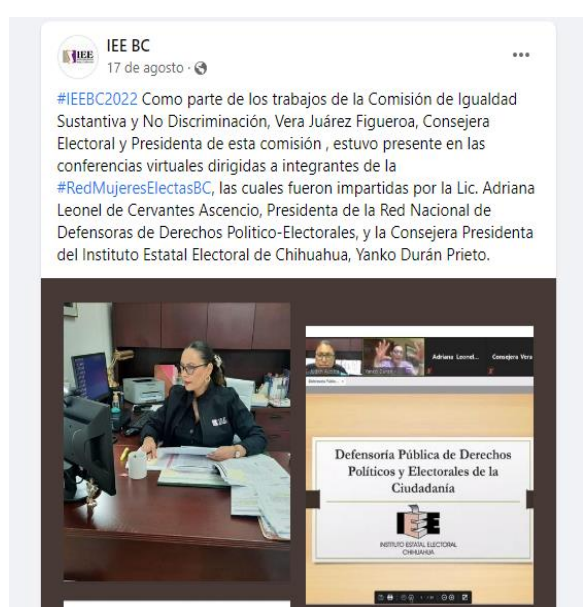 IEE BC
17 de agosto ·
IEE
#IEEBC2022 Como parte de los trabajos de la Comisión de Igualdad
Sustantiva y No Discriminación, Vera Juárez Figueroa, Consejera
Electoral y Presidenta de esta comisión , estuvo presente en las
conferencias virtuales dirigidas a integrantes de la
#RedMujeresElectasBC, las cuales fueron impartidas por la Lic. Adriana
Leonel de Cervantes Ascencio, Presidenta de la Red Nacional de
Defensoras de Derechos Politico-Electorales, y la Consejera Presidenta
del Instituto Estatal Electoral de Chihuahua, Yanko Durán Prieto.
Adriana Leonel... Consejera Vera
Defensoría Pública de Derechos
Políticos y Electorales de la
Ciudadanía
IEE
INSTITUTO ESTATAL ELECTORAL
CHIHUAHUA